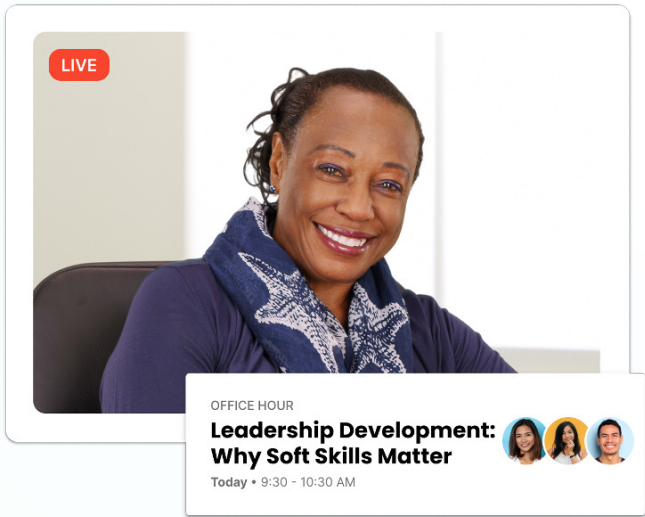 LIVE
OFFICE HOUR
Leadership Development:
Why Soft Skills Matter
Today • 9:30 - 10:30 AM